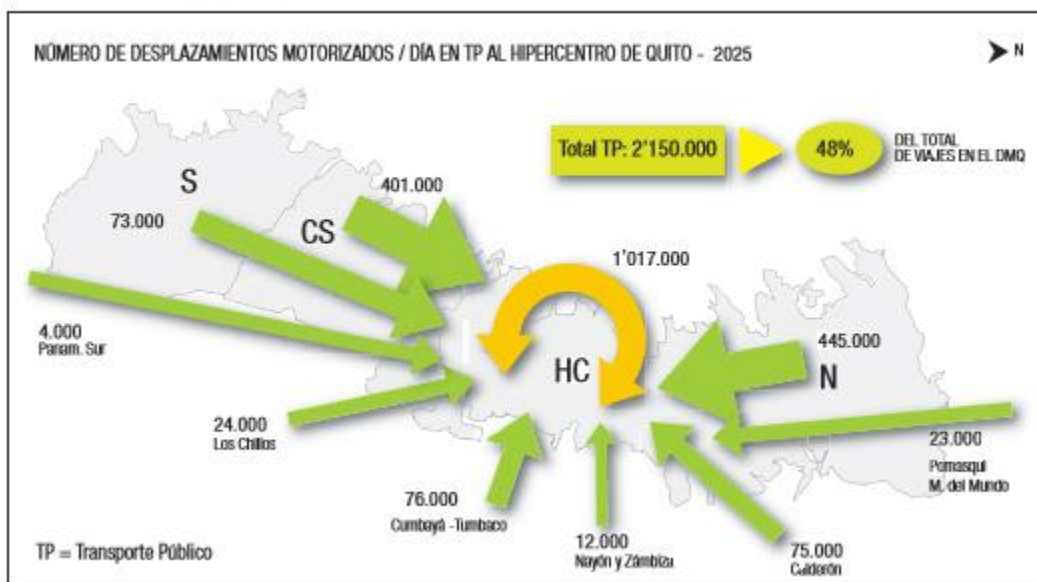 NÚMERO DE DESPLAZAMIENTOS MOTORIZADOS / DÍA EN TP AL HIPERCENTRO DE QUITO - 2025
N
Total TP: 2'150.000
48%
DEL TOTAL
DE VIAJES EN EL DMQ
S
401.000
73.000
CS
1'017.000
4.000
Panam. Sur
HC
445.000
N
24.000
Los Chillos
23.000
Pomasqui
M. del Mundo
76.000
Cumbayá -Tumbaco
12.000
Nayón y Zámbiza
75.000
Calderón
TP = Transporte Público